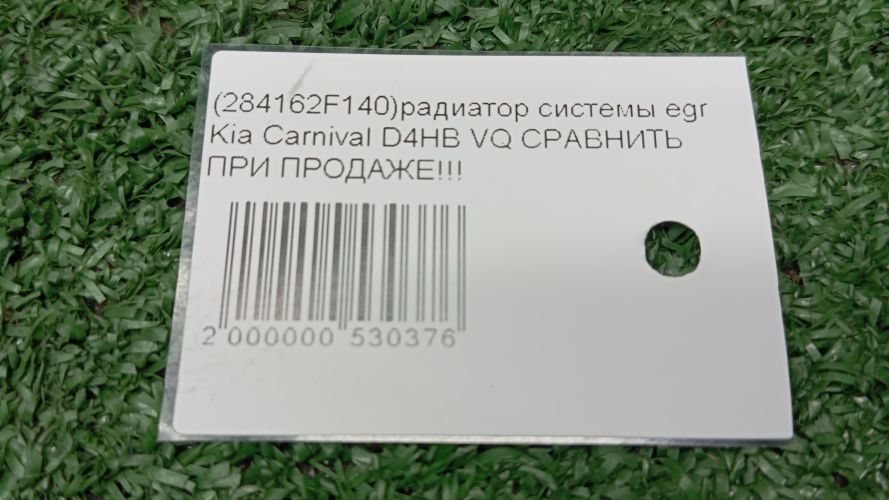 (284162F140)радиатор системы egr
Kia Carnival D4HB VQ СРАВНИТЬ
ПРИ ПРОДАЖЕ!!!
2 000000 530376